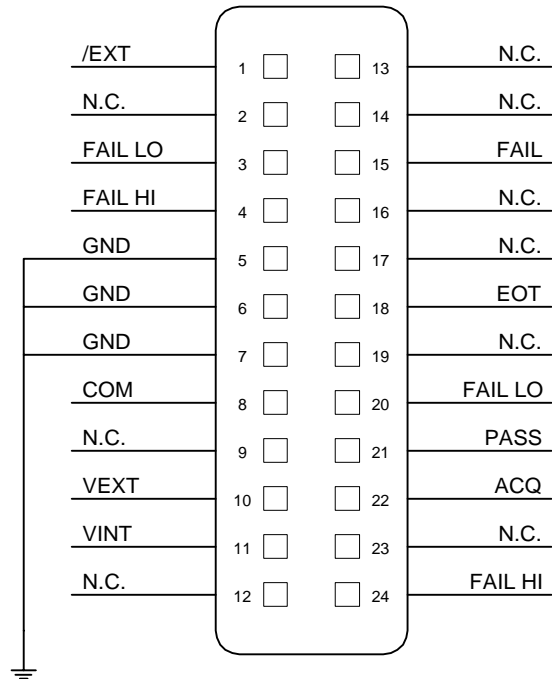 /EXT 1 13 N.C.
N.C. 2 14 N.C.
FAIL LO 3 15 FAIL
FAIL HI 4 16 N.C.
GND 5 17 N.C.
GND 6 18 EOT
GND 7 19 N.C.
COM 8 20 FAIL LO
N.C. 9 21 PASS
VEXT 10 22 ACQ
VINT 11 23 N.C.
N.C. 12 24 FAIL HI